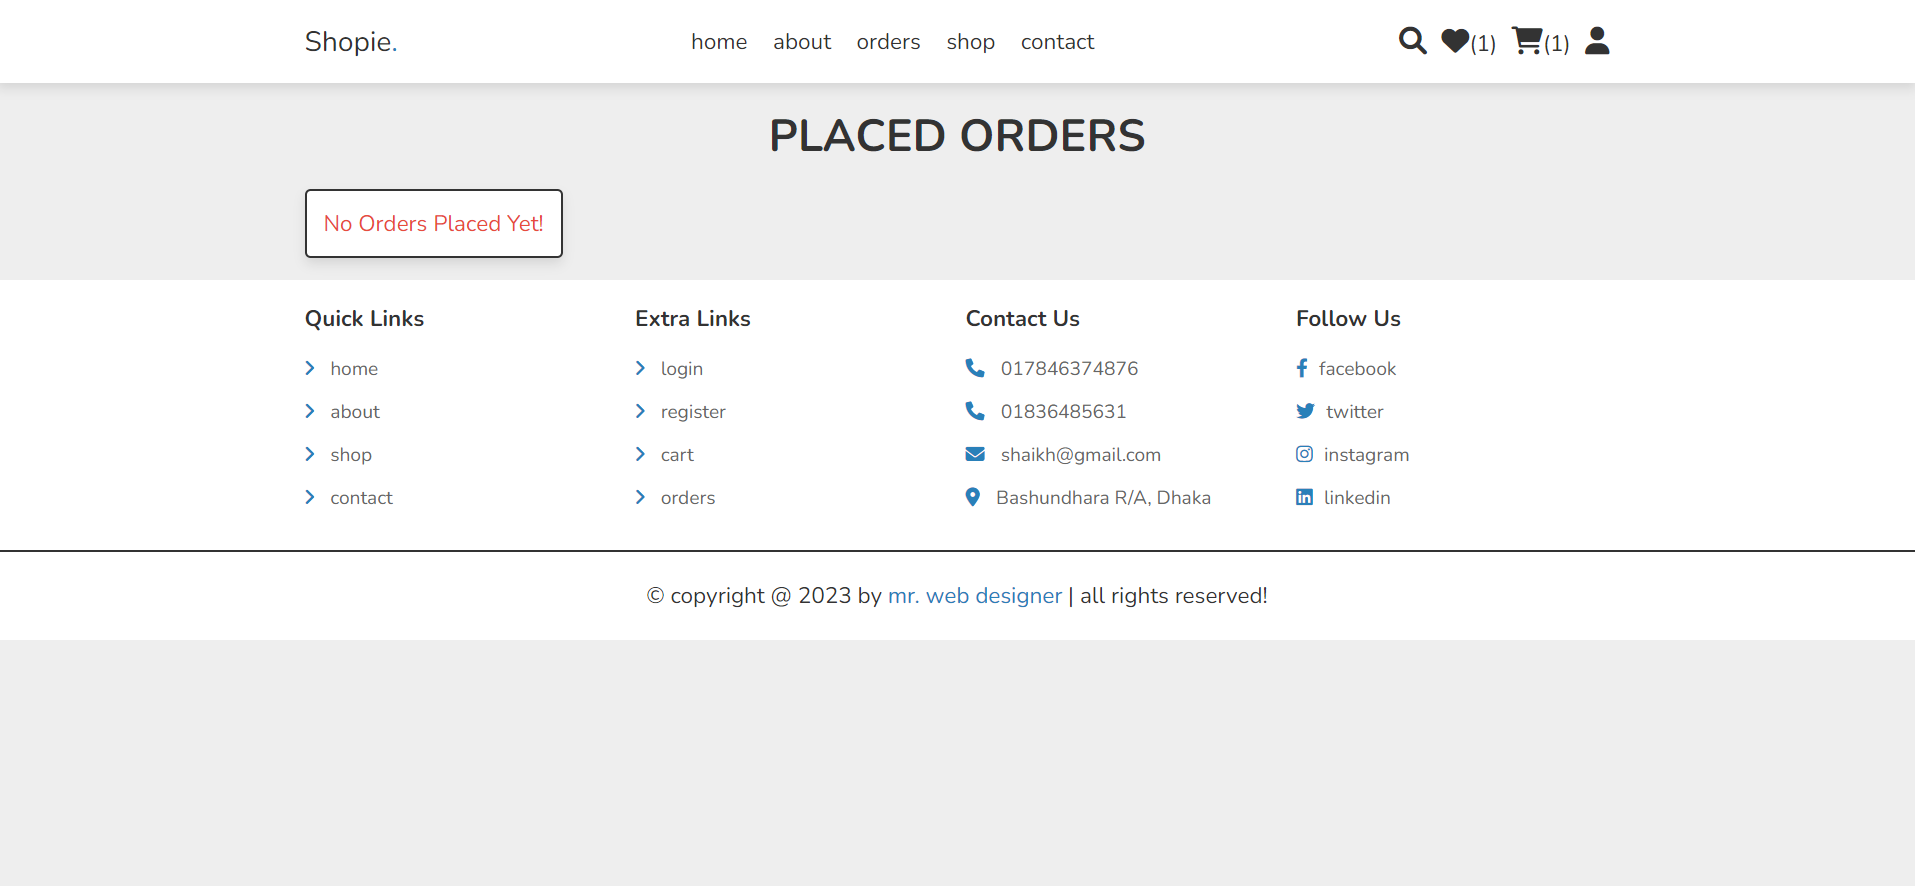 Shopie.
home about orders shop contact
(1) (1)
PLACED ORDERS
No Orders Placed Yet!
Quick Links
home
about
shop
contact
Extra Links
login
register
cart
orders
Contact Us
017846374876
01836485631
shaikh@gmail.com
Bashundhara R/A, Dhaka
Follow Us
facebook
twitter
instagram
linkedin
© copyright @ 2023 by mr. web designer | all rights reserved!